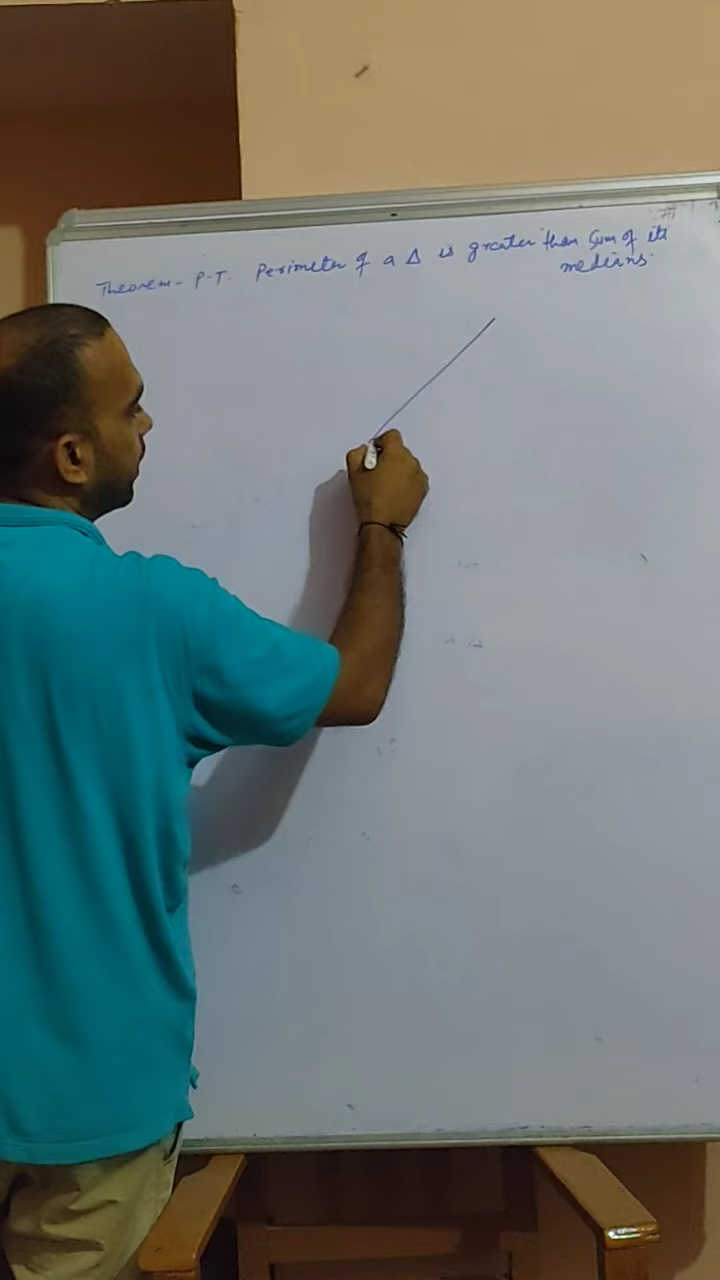 Theorem - P.T. Perimeter of a Δ is greater than Sum of its
medians.